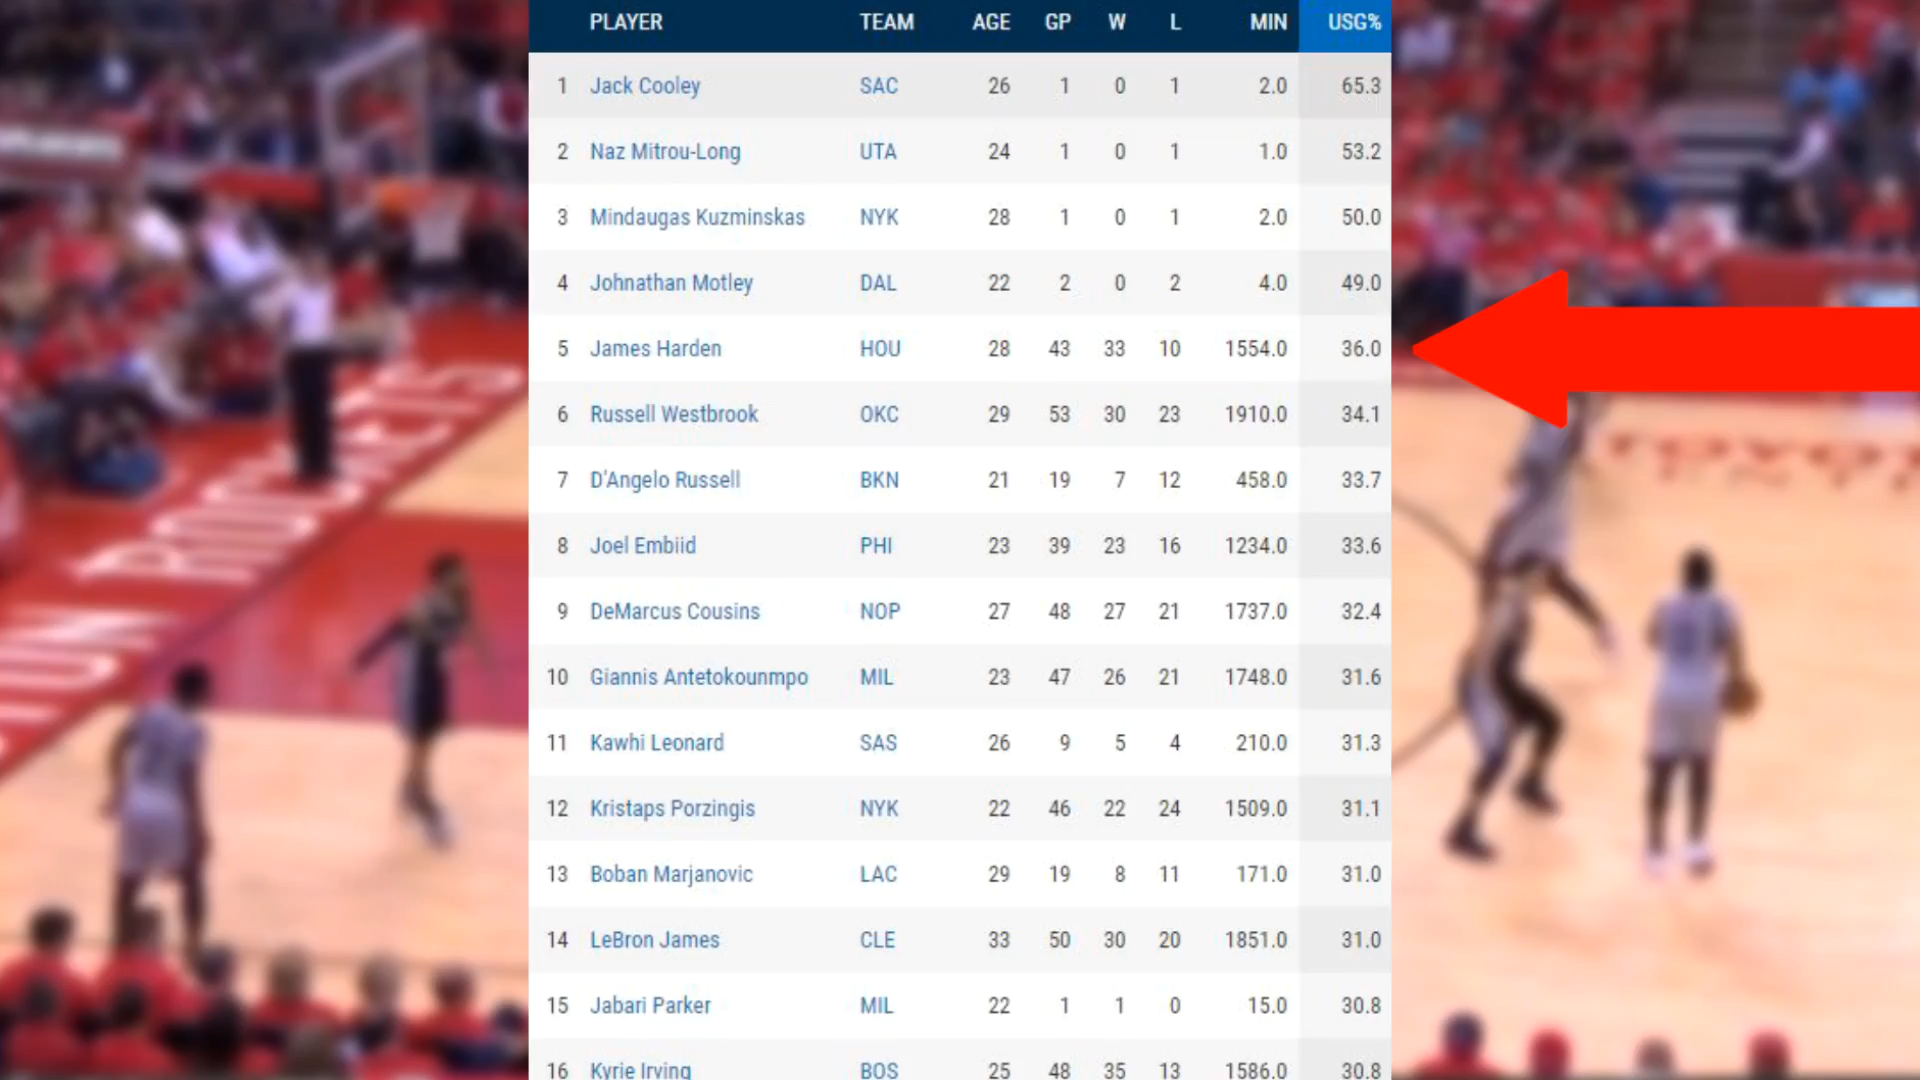 PLAYER TEAM AGE GP W L MIN USG%
1 Jack Cooley SAC 26 1 0 1 2.0 65.3
2 Naz Mitrou-Long UTA 24 1 0 1 1.0 53.2
3 Mindaugas Kuzminskas NYK 28 1 0 1 2.0 50.0
4 Johnathan Motley DAL 22 2 0 2 4.0 49.0
5 James Harden HOU 28 43 33 10 1554.0 36.0
6 Russell Westbrook OKC 29 53 30 23 1910.0 34.1
7 D'Angelo Russell BKN 21 19 7 12 458.0 33.7
8 Joel Embiid PHI 23 39 23 16 1234.0 33.6
9 DeMarcus Cousins NOP 27 48 27 21 1737.0 32.4
10 Giannis Antetokounmpo MIL 23 47 26 21 1748.0 31.6
11 Kawhi Leonard SAS 26 9 5 4 210.0 31.3
12 Kristaps Porzingis NYK 22 46 22 24 1509.0 31.1
13 Boban Marjanovic LAC 29 19 8 11 171.0 31.0
14 LeBron James CLE 33 50 30 20 1851.0 31.0
15 Jabari Parker MIL 22 1 1 0 15.0 30.8
16 Kyrie Irving BOS 25 48 35 13 1586.0 30.8
TOYO